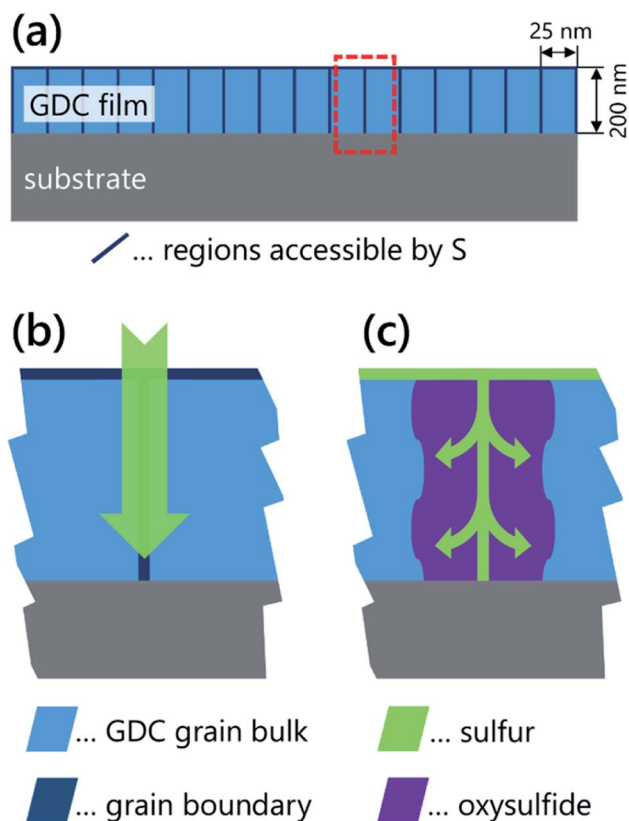 (a)
25 nm
GDC film
200 nm
substrate
... regions accessible by S
(b)
(c)
... GDC grain bulk
... sulfur
... grain boundary
... oxysulfide